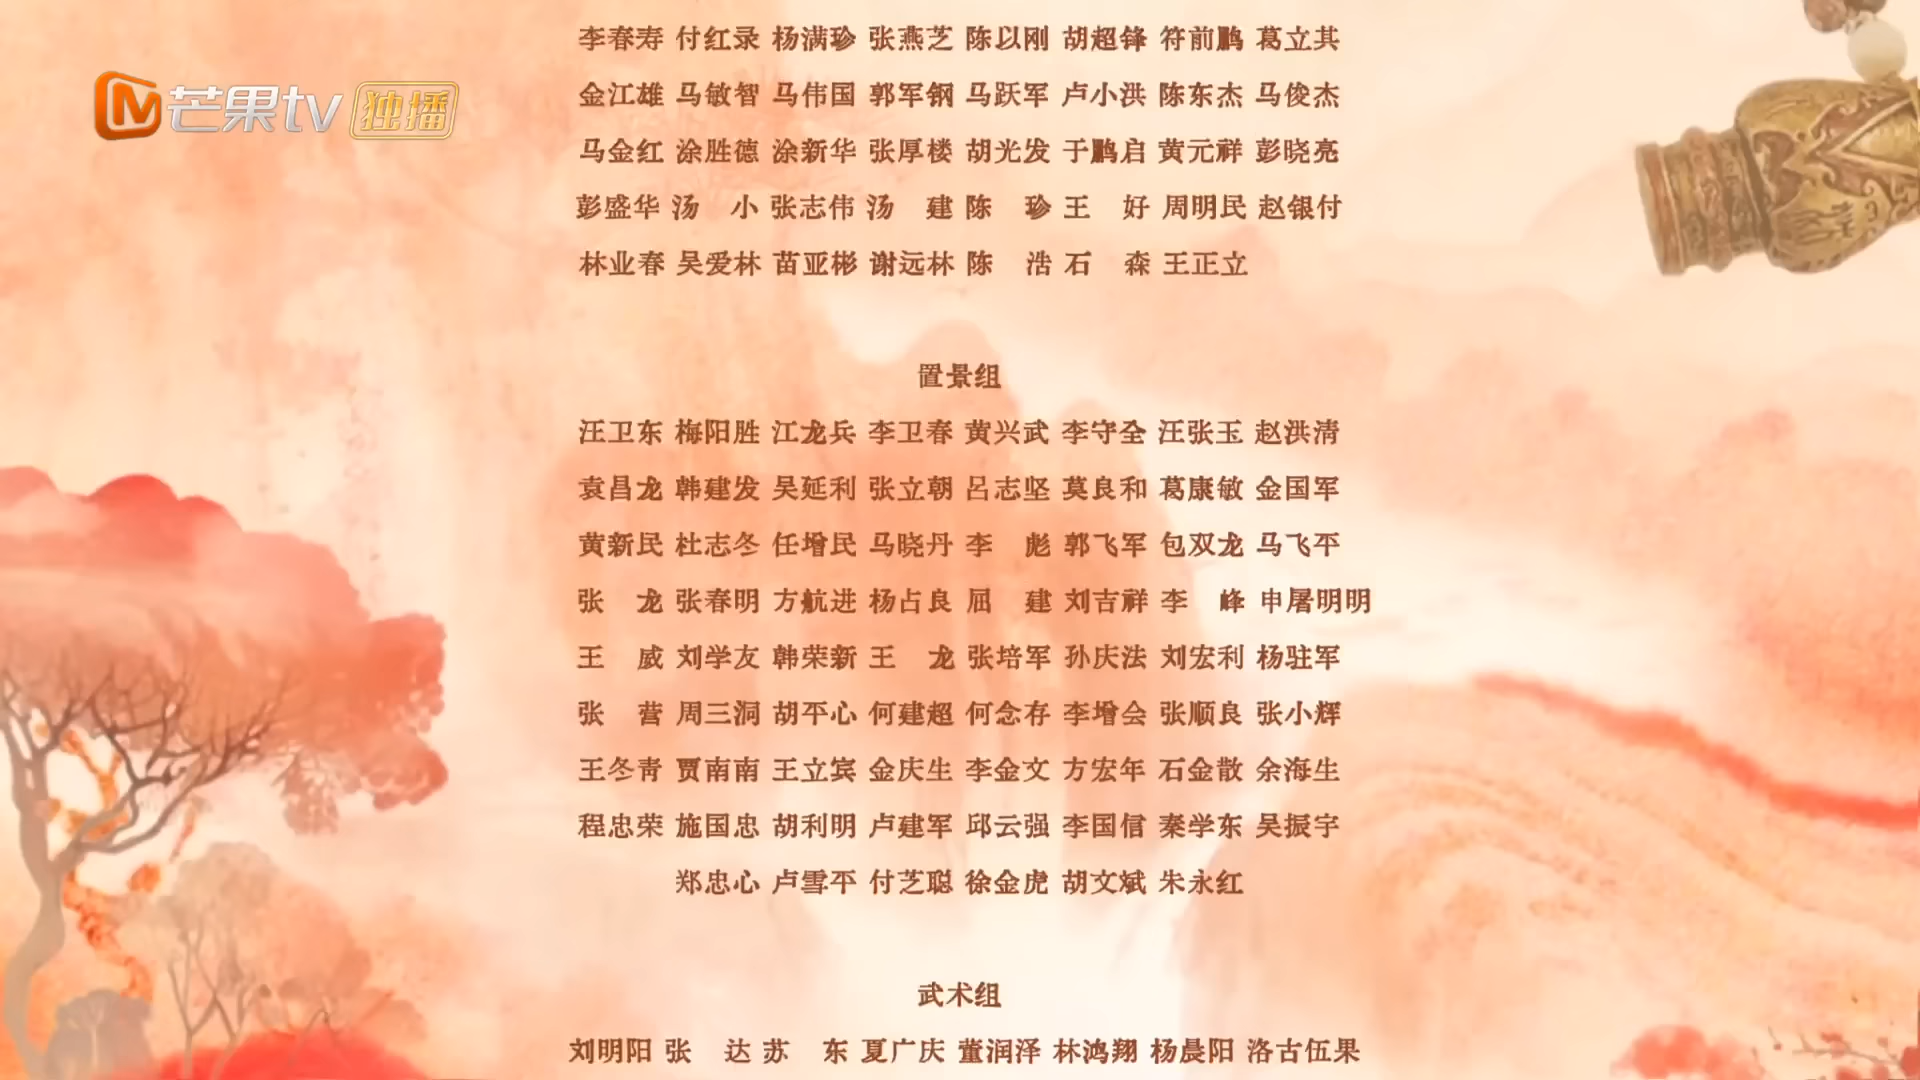 李春寿 付红录 杨满珍 张燕芝 陈以刚 胡超锋 符前鹏 葛立其
芒果tv 独播
金江雄 马敏智 马伟国 郭军钢 马跃军 卢小洪 陈东杰 马俊杰
马金红 涂胜德 涂新华 张厚楼 胡光发 于鹏启 黄元祥 彭晓亮
彭盛华 汤 小 张志伟 汤 建 陈 珍 王 好 周明民 赵银付
林业春 吴爱林 苗亚彬 谢远林 陈 浩 石 森 王正立
置景组
汪卫东 梅阳胜 江龙兵 李卫春 黄兴武 李守全 汪张玉 赵洪清
袁昌龙 韩建发 吴延利 张立朝 吕志坚 莫良和 葛康敏 金国军
黄新民 杜志冬 任增民 马晓丹 李 彪 郭飞军 包双龙 马飞平
张 龙 张春明 方航进 杨占良 屈 建 刘吉祥 李 峰 申屠明明
王 威 刘学友 韩荣新 王 龙 张培军 孙庆法 刘宏利 杨驻军
张 营 周三洞 胡平心 何建超 何念存 李增会 张顺良 张小辉
王冬青 贾南南 王立宾 金庆生 李金文 方宏年 石金散 余海生
程忠荣 施国忠 胡利明 卢建军 邱云强 李国信 秦学东 吴振宇
郑忠心 卢雪平 付芝聪 徐金虎 胡文斌 朱永红
武术组
刘明阳 张 达 苏 东 夏广庆 董润泽 林鸿翔 杨晨阳 洛古伍果